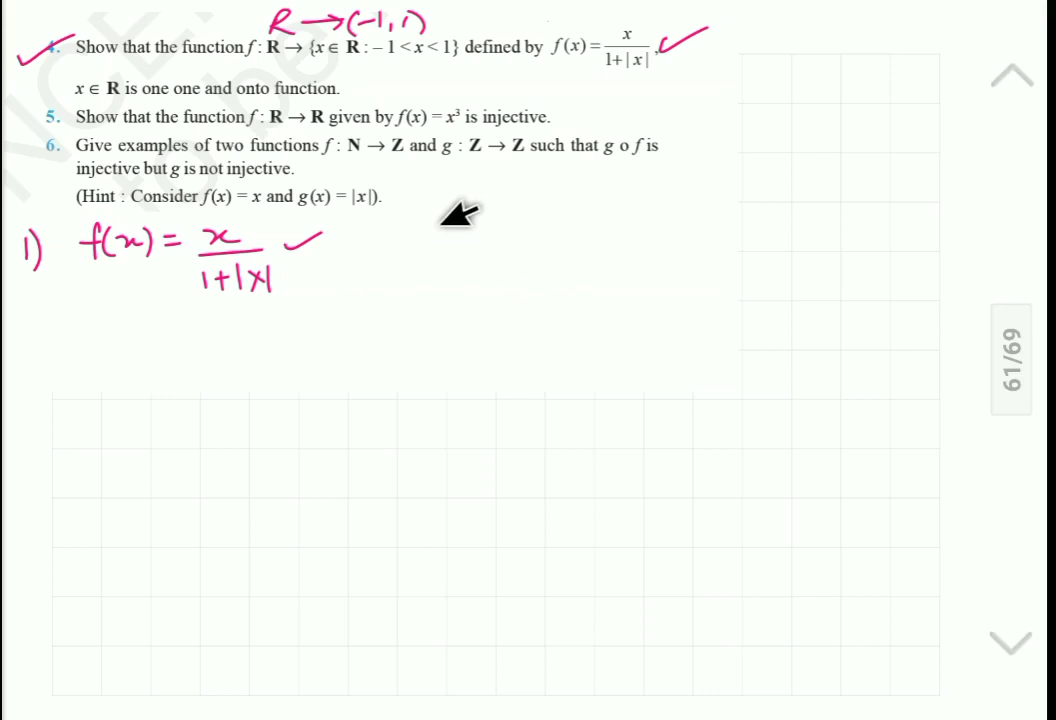 R → (-1, 1)
4. Show that the function f : R → {x ∈ R : – 1 < x < 1} defined by f(x) = x/(1+|x|),
x ∈ R is one one and onto function.
5. Show that the function f : R → R given by f(x) = x³ is injective.
6. Give examples of two functions f : N → Z and g : Z → Z such that g o f is
injective but g is not injective.
(Hint : Consider f(x) = x and g(x) = |x|).
1) f(x) = x/(1+|x|) ✓
61/69